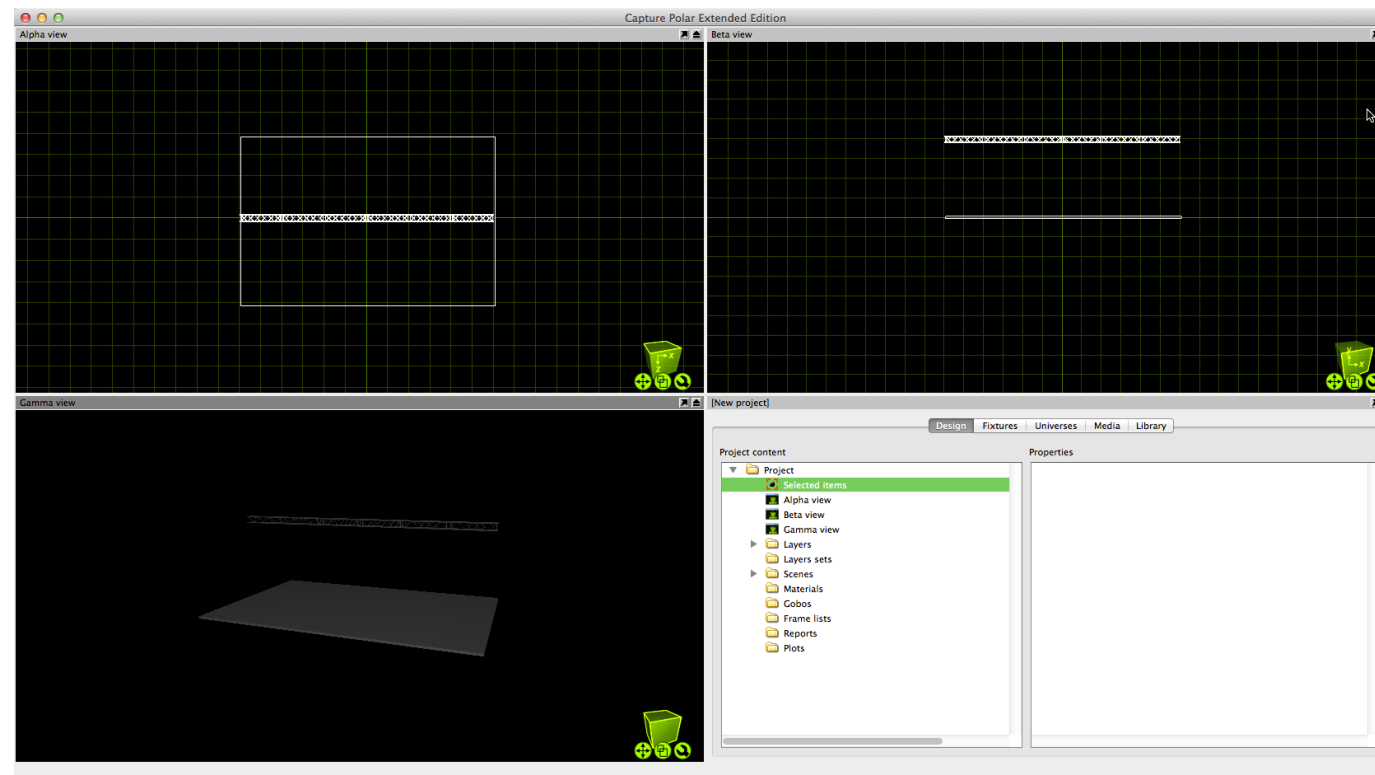 Capture Polar Extended Edition
Alpha view
Beta view
X
Z
Y
X
Gamma view
[New project]
Design Fixtures Universes Media Library
Project content
Properties
Project
Selected items
Alpha view
Beta view
Gamma view
Layers
Layers sets
Scenes
Materials
Gobos
Frame lists
Reports
Plots